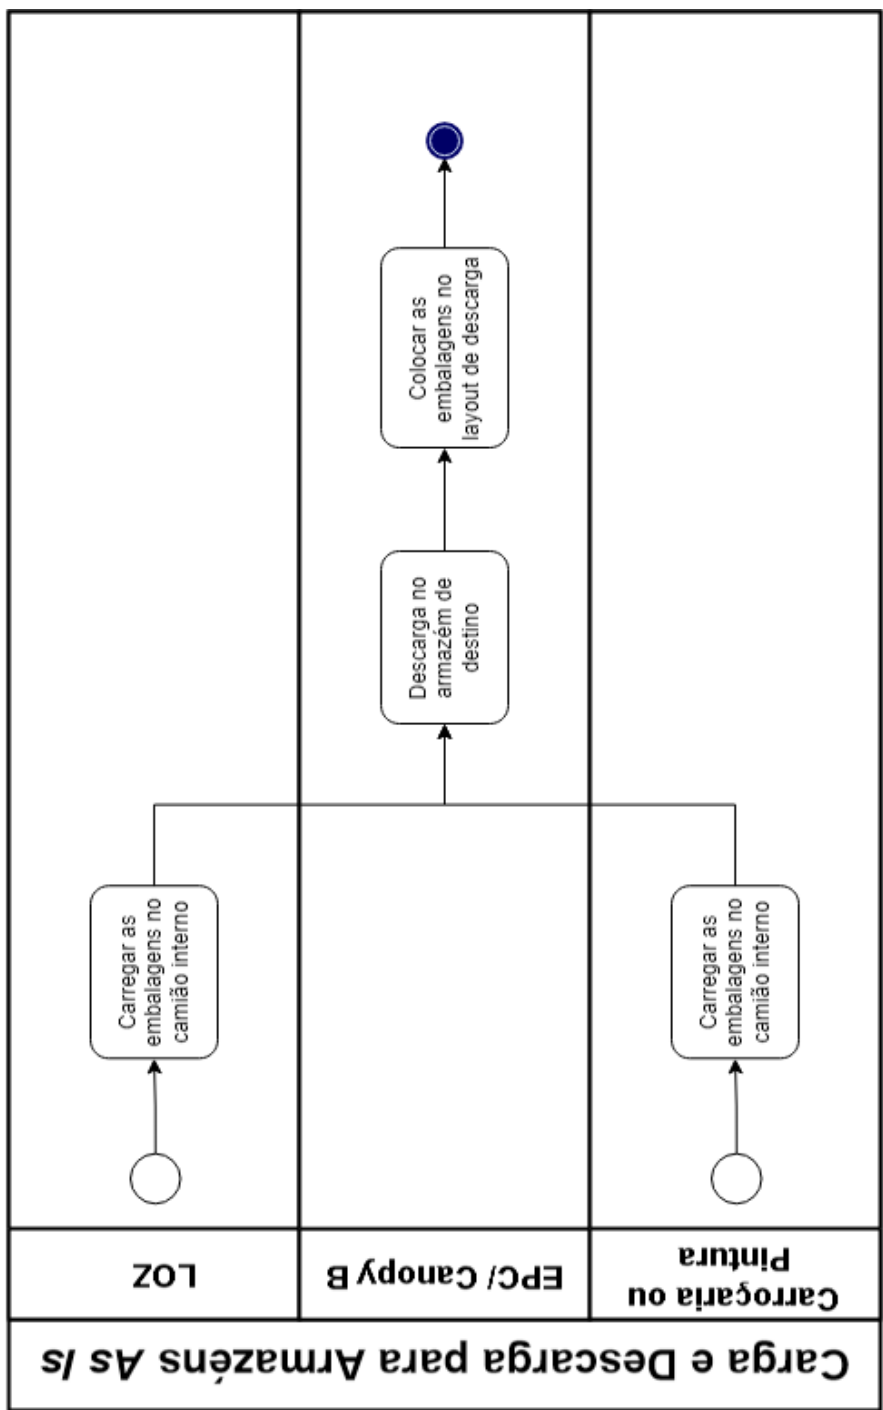 Carga e Descarga para Armazéns As Is
LOZ
EPC/ Canopy B
Carroçaria ou
Pintura
Carregar as
embalagens no
camião interno
Carregar as
embalagens no
camião interno
Descarga no
armazém de
destino
Colocar as
embalagens no
layout de descarga